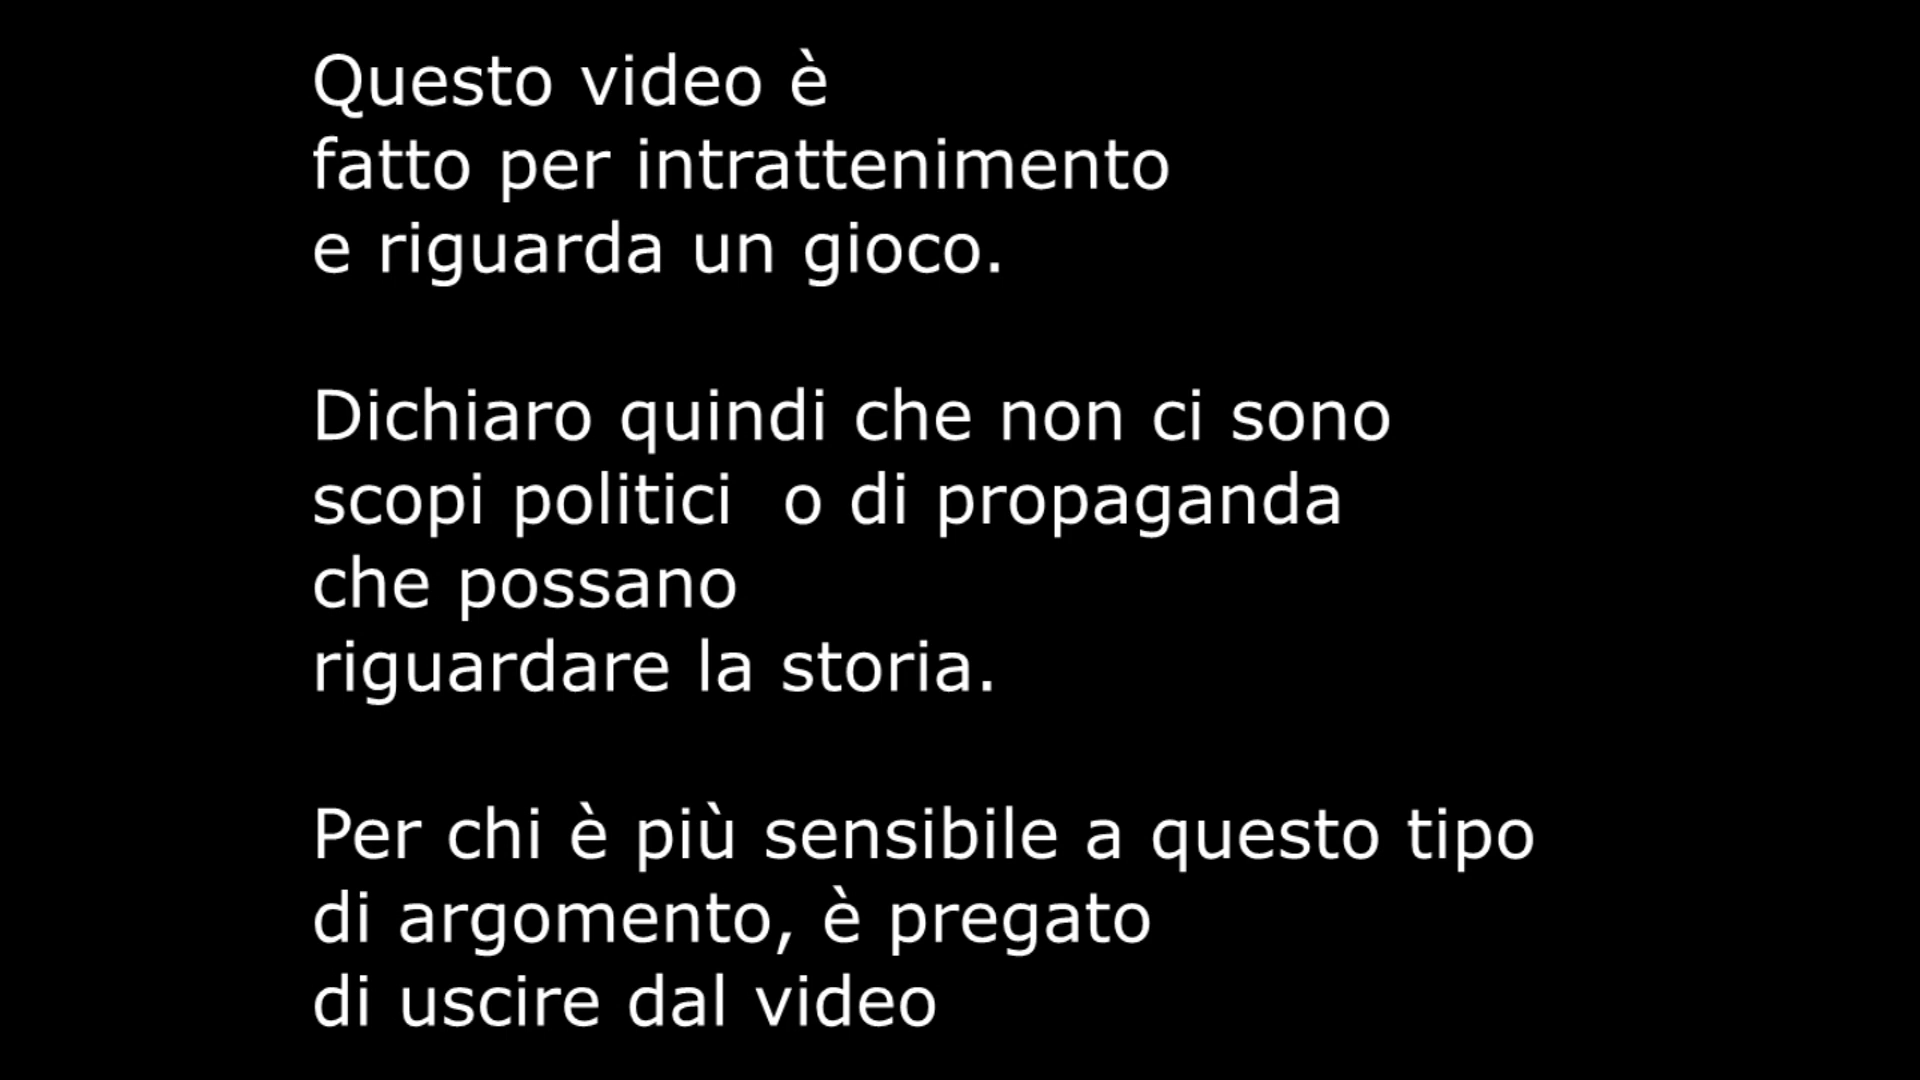 Questo video è
fatto per intrattenimento
e riguarda un gioco.
Dichiaro quindi che non ci sono
scopi politici  o di propaganda
che possano
riguardare la storia.
Per chi è più sensibile a questo tipo
di argomento, è pregato
di uscire dal video